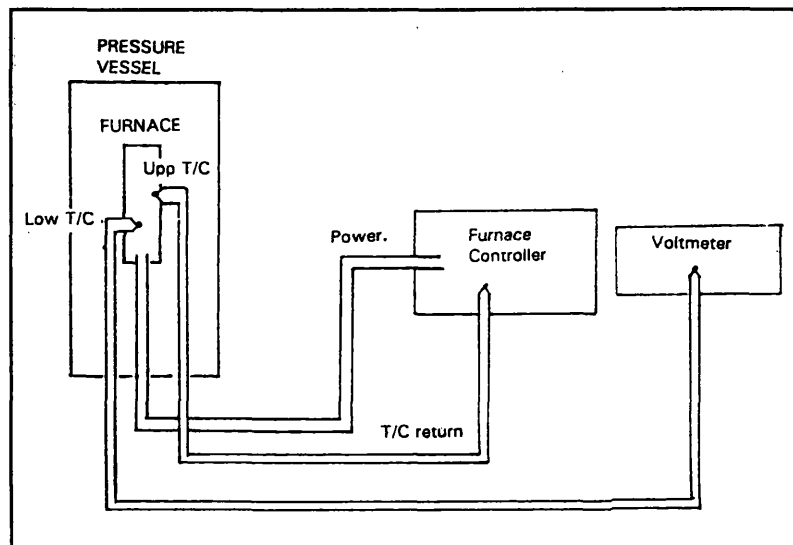 PRESSURE
VESSEL
FURNACE
Upp T/C
Low T/C.
Power.
Furnace
Controller
Voltmeter
T/C return